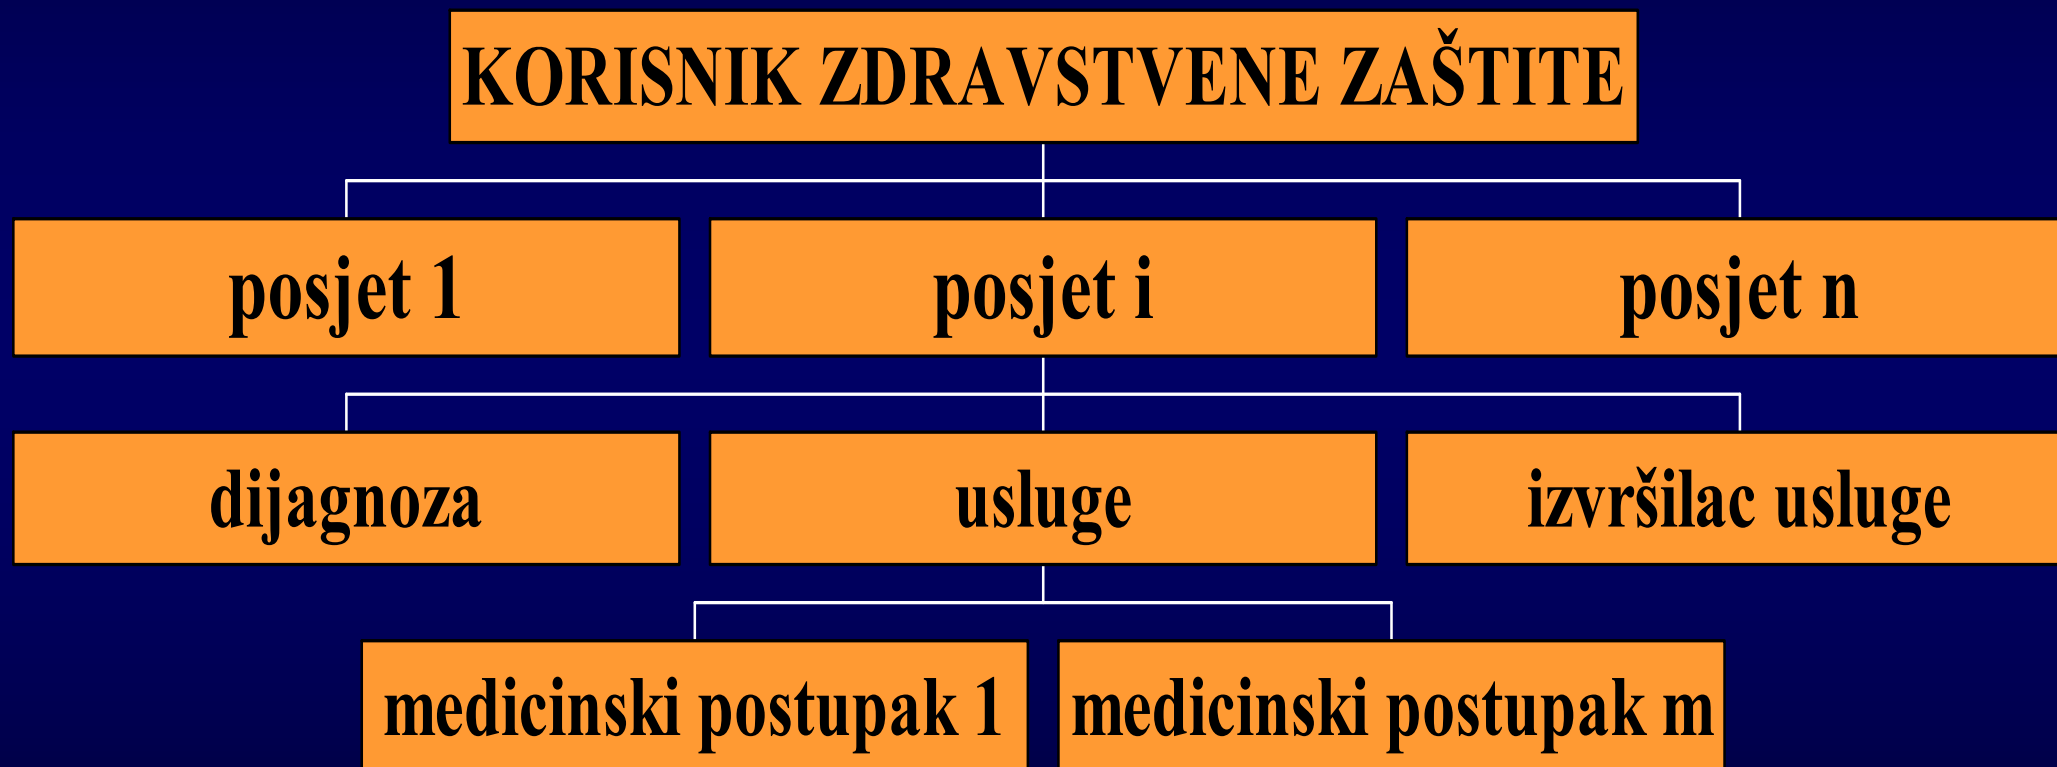 KORISNIK ZDRAVSTVENE ZAŠTITE
posjet 1
posjet i
posjet n
dijagnoza
usluge
izvršilac usluge
medicinski postupak 1
medicinski postupak m